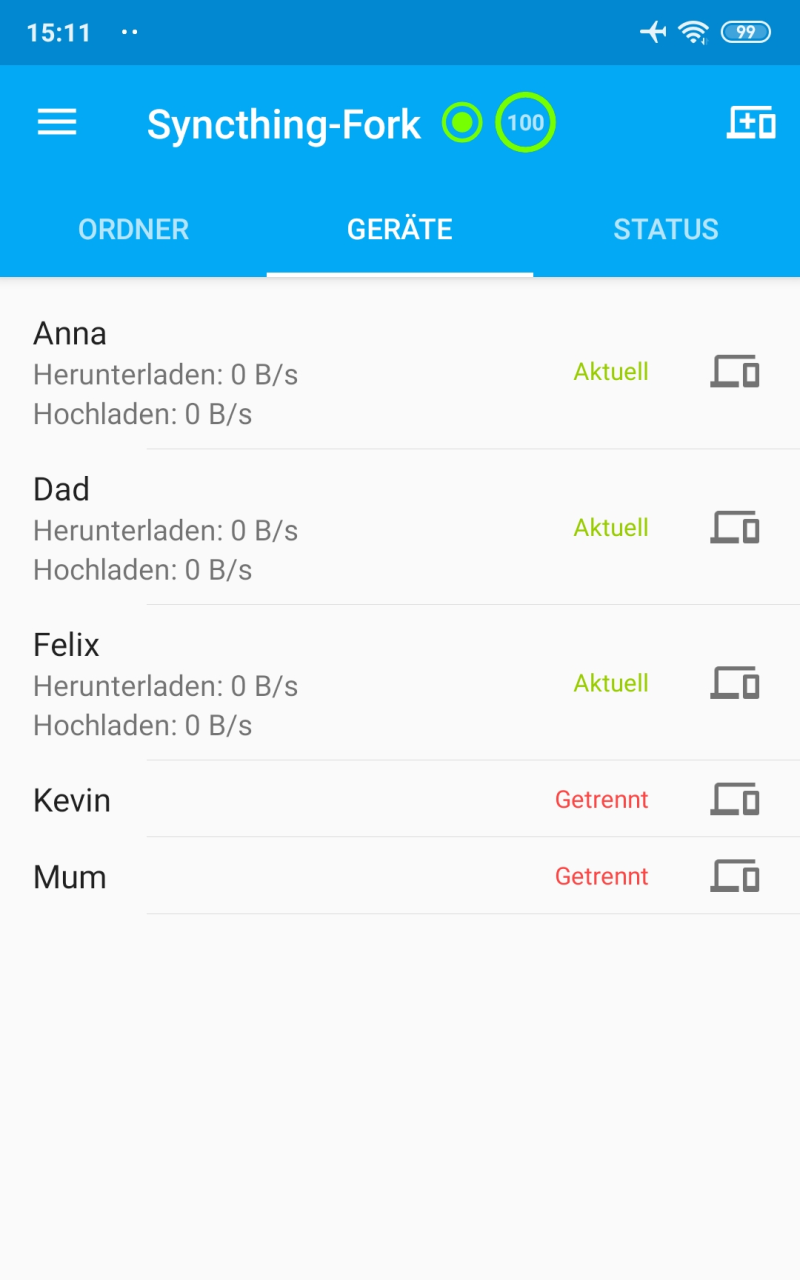 15:11
99
Syncthing-Fork 100
ORDNER GERÄTE STATUS
Anna
Herunterladen: 0 B/s
Aktuell
Hochladen: 0 B/s
Dad
Herunterladen: 0 B/s
Aktuell
Hochladen: 0 B/s
Felix
Herunterladen: 0 B/s
Aktuell
Hochladen: 0 B/s
Kevin Getrennt
Mum Getrennt